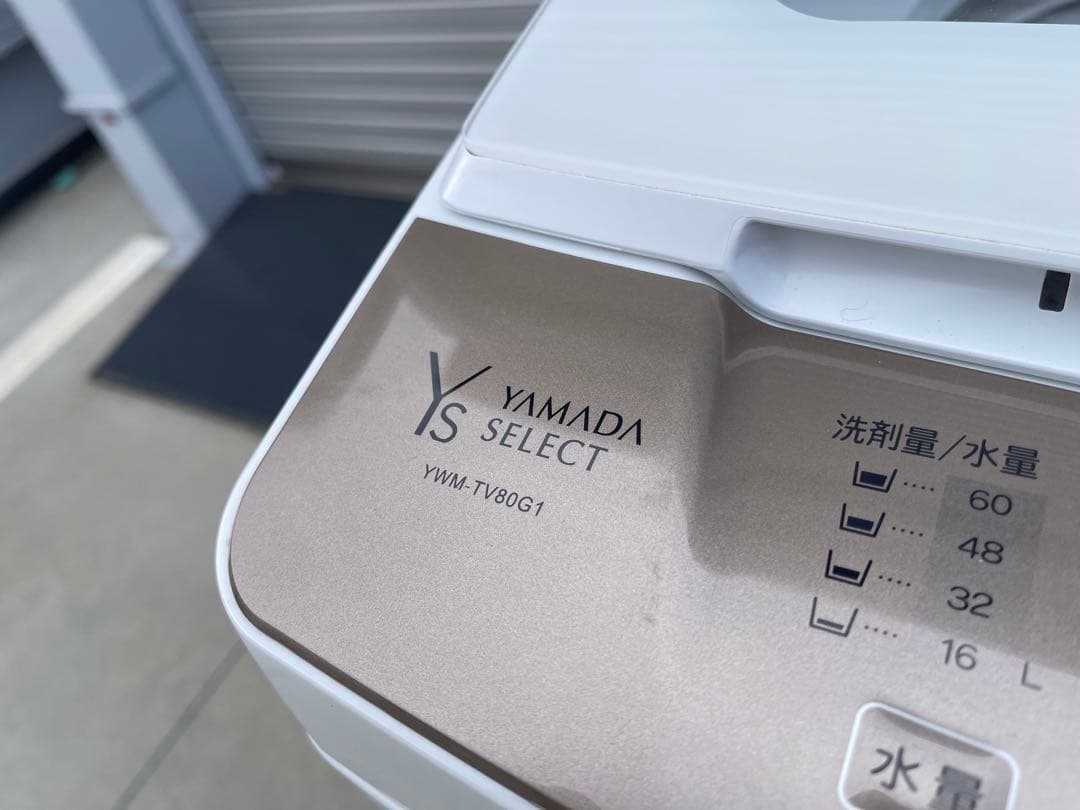 Ys YAMADA
SELECT
YWM-TV80G1
洗剤量/水量
.... 60
.... 48
.... 32
.... 16 L
水量